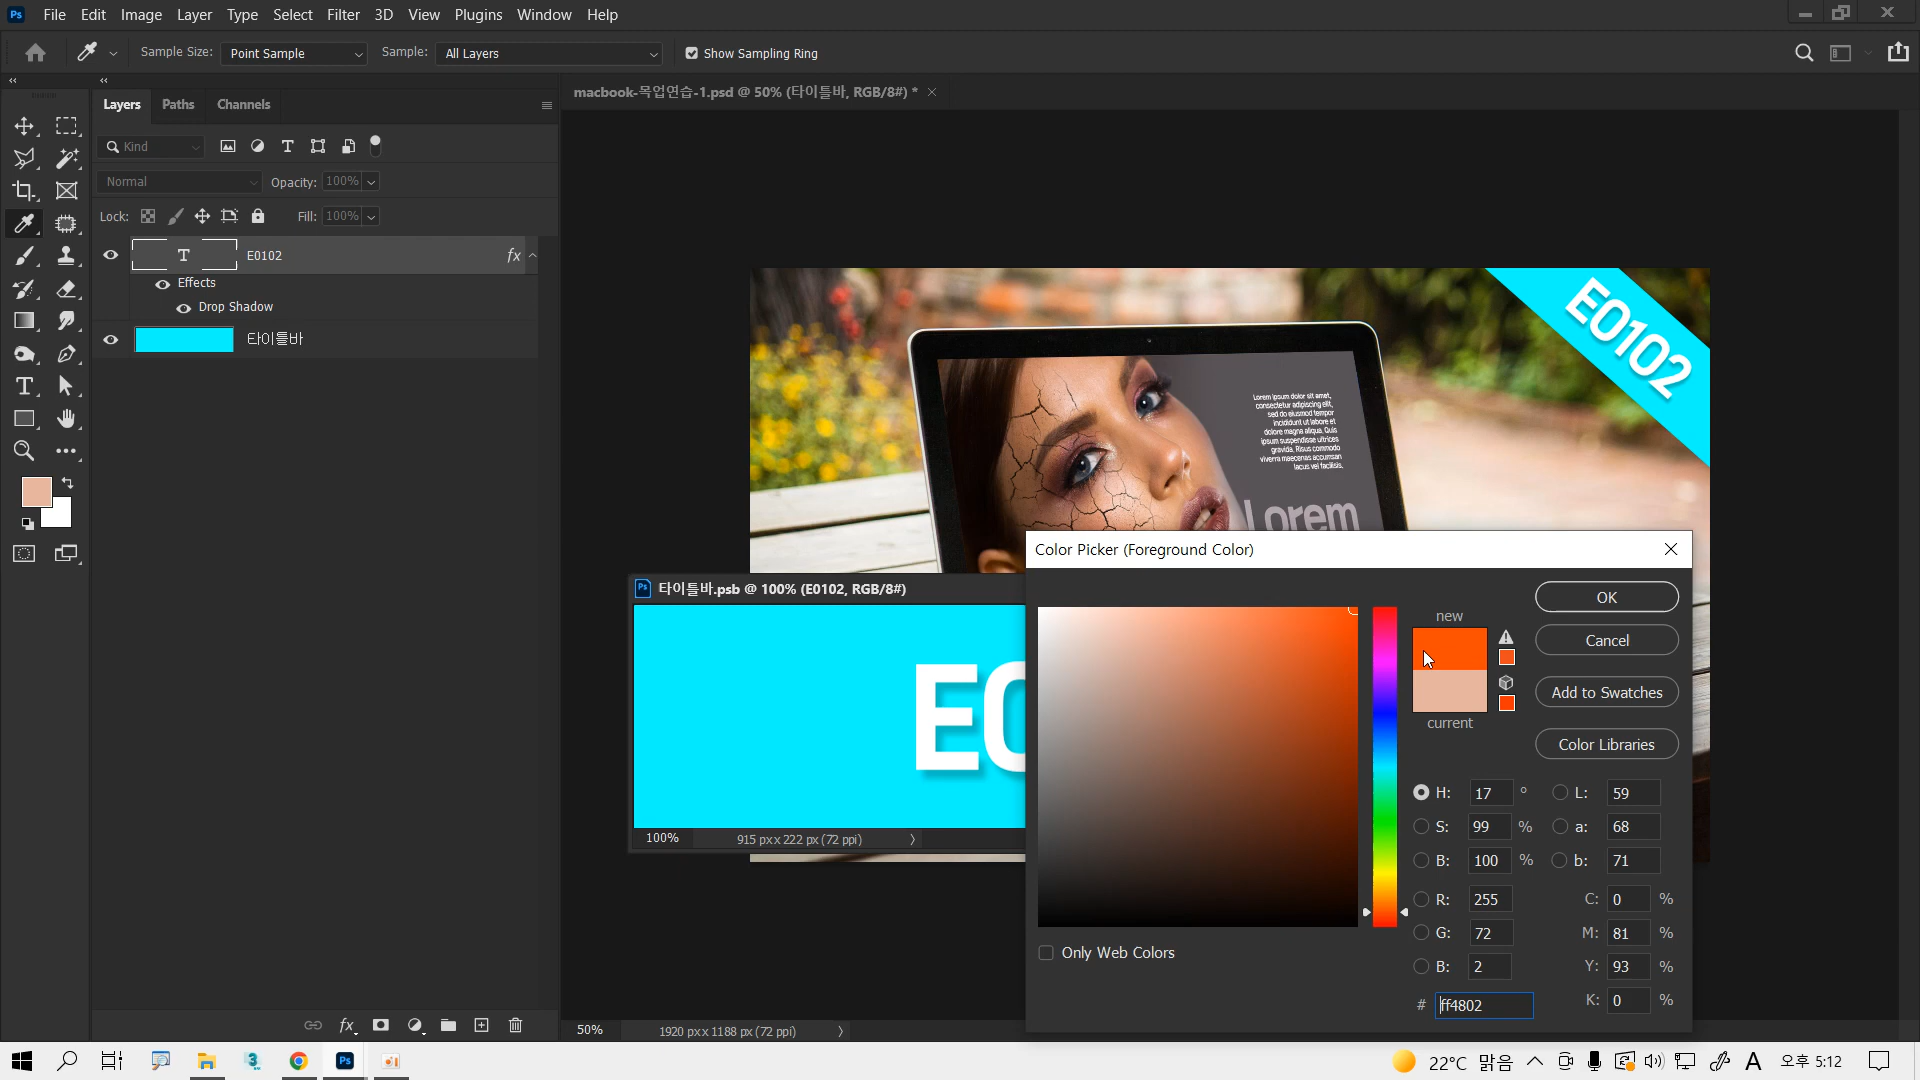 Ps File Edit Image Layer Type Select Filter 3D View Plugins Window Help
Sample Size: Point Sample Sample: All Layers Show Sampling Ring
Layers Paths Channels
macbook-목업연습-1.psd @ 50% (타이틀바, RGB/8#) *
Kind
Normal Opacity: 100%
Lock: Fill: 100%
T E0102 fx
Effects
Drop Shadow
타이틀바
E0102
Lorem ipsum dolor sit amet,
consectetur adipiscing elit,
sed do eiusmod tempor
incididunt ut labore et
dolore magna aliqua. Quis
ipsum suspendisse ultrices
gravida. Risus commodo
viverra maecenas accumsan
lacus vel facilisis.
Lorem
Ps 타이틀바.psb @ 100% (E0102, RGB/8#)
E0
100% 915 px x 222 px (72 ppi)
Color Picker (Foreground Color)
new
current
OK
Cancel
Add to Swatches
Color Libraries
H: 17 ° L: 59
S: 99 % a: 68
B: 100 % b: 71
R: 255 C: 0 %
G: 72 M: 81 %
B: 2 Y: 93 %
# ff4802 K: 0 %
Only Web Colors
fx
50% 1920 px x 1188 px (72 ppi)
3 Ps 22°C 맑음 A 오후 5:12